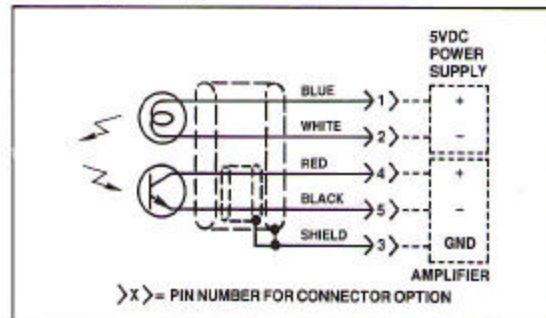 5VDC
POWER
SUPPLY
BLUE 1 +
WHITE 2 −
RED 4 +
BLACK 5 −
SHIELD 3 GND
AMPLIFIER
>X>= PIN NUMBER FOR CONNECTOR OPTION